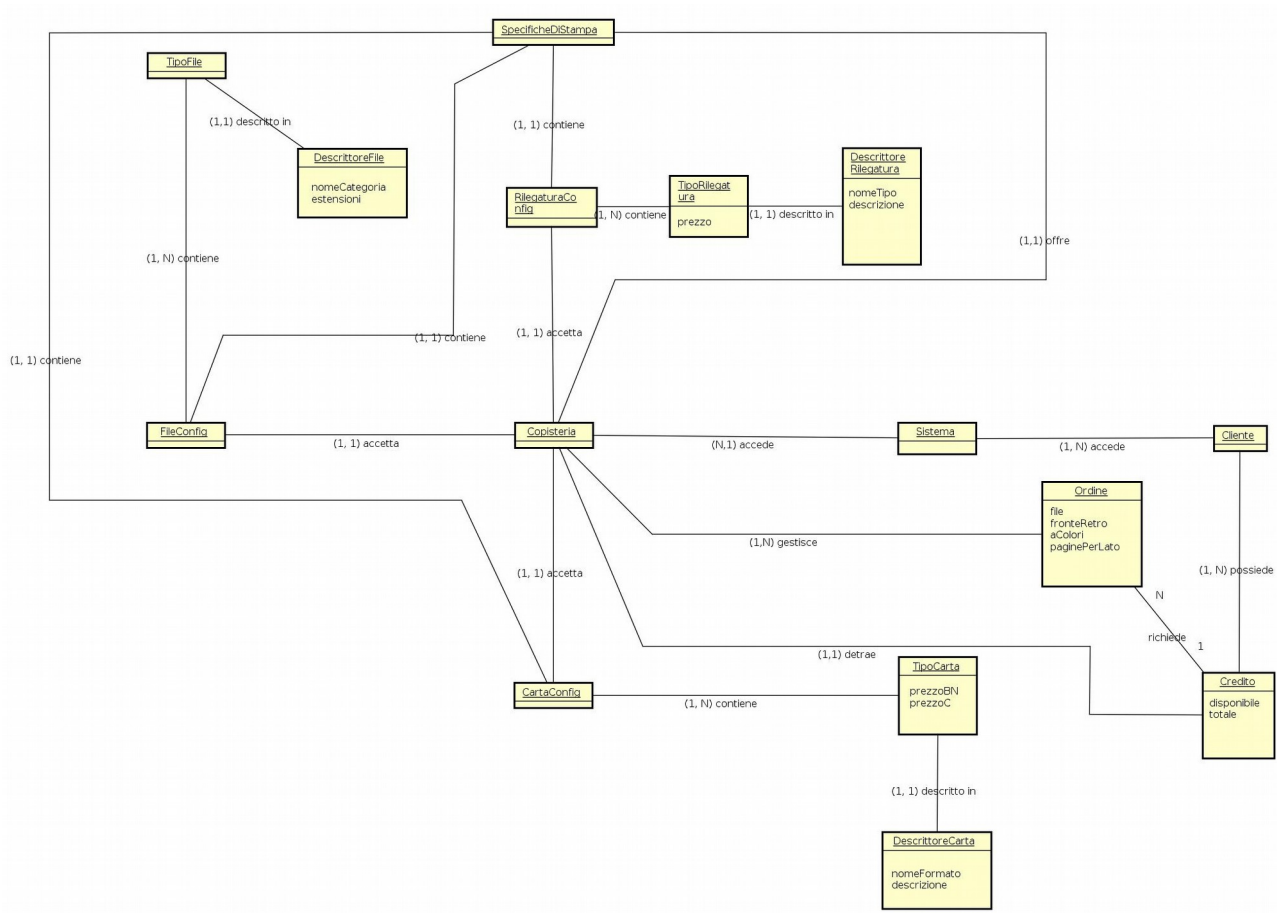 SpecificheDiStampa
TipoFile
(1,1) descritto in
(1, 1) contiene
DescrittoreFile
nomeCategoria
estensioni
Descrittore
Rilegatura
nomeTipo
descrizione
TipoRilegat
ura
prezzo
RilegaturaCo
nfig
(1, N) contiene
(1, 1) descritto in
(1,1) offre
(1, N) contiene
(1, 1) accetta
(1, 1) contiene
(1, 1) contiene
FileConfig
(1, 1) accetta
Copisteria
(N,1) accede
Sistema
(1, N) accede
Cliente
Ordine
file
fronteRetro
aColori
paginePerLato
(1,N) gestisce
(1, 1) accetta
(1, N) possiede
N
richiede
1
(1,1) detrae
TipoCarta
prezzoBN
prezzoC
Credito
disponibile
totale
CartaConfig
(1, N) contiene
(1, 1) descritto in
DescrittoreCarta
nomeFormato
descrizione